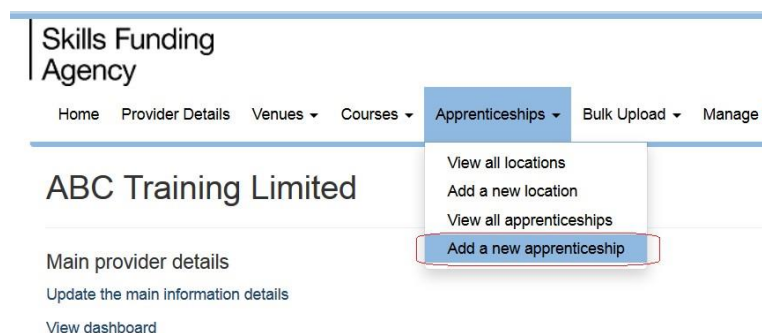 Skills Funding
Agency
Home Provider Details Venues Courses Apprenticeships Bulk Upload Manage
View all locations
Add a new location
View all apprenticeships
Add a new apprenticeship
ABC Training Limited
Main provider details
Update the main information details
View dashboard